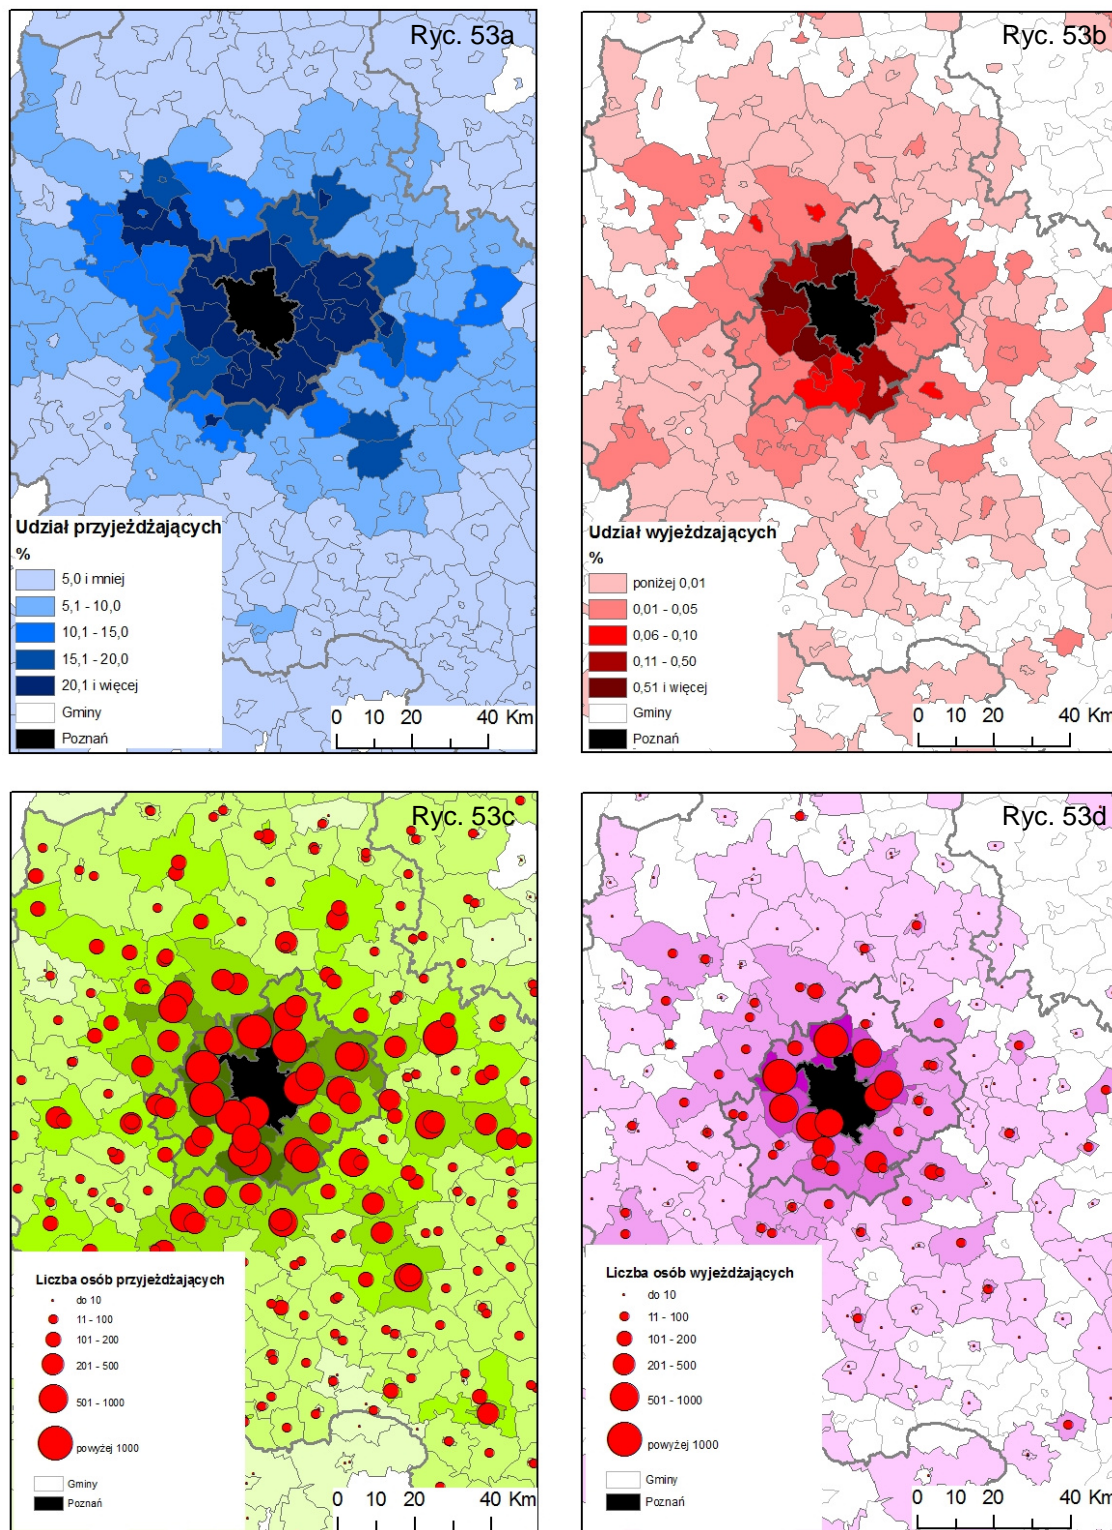 Ryc. 53a
Udział przyjeżdżających
%
5,0 i mniej
5,1 - 10,0
10,1 - 15,0
15,1 - 20,0
20,1 i więcej
Gminy
Poznań
0 10 20 40 Km
Ryc. 53b
Udział wyjeżdzających
%
poniżej 0,01
0,01 - 0,05
0,06 - 0,10
0,11 - 0,50
0,51 i więcej
Gminy
Poznań
0 10 20 40 Km
Ryc. 53c
Liczba osób przyjeżdżających
do 10
11 - 100
101 - 200
201 - 500
501 - 1000
powyżej 1000
Gminy
Poznań
0 10 20 40 Km
Ryc. 53d
Liczba osób wyjeżdżających
do 10
11 - 100
101 - 200
201 - 500
501 - 1000
powyżej 1000
Gminy
Poznań
0 10 20 40 Km